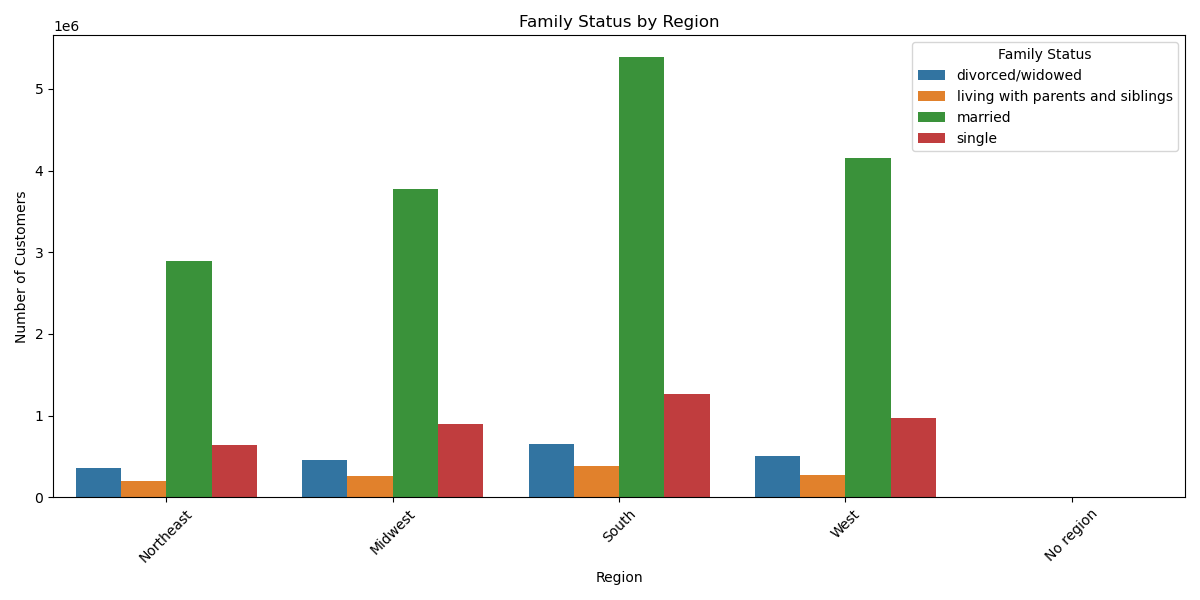 Family Status by Region
1e6
Family Status
divorced/widowed
living with parents and siblings
married
single
5
4
3
2
1
0
Number of Customers
Northeast
Midwest
South
West
No region
Region